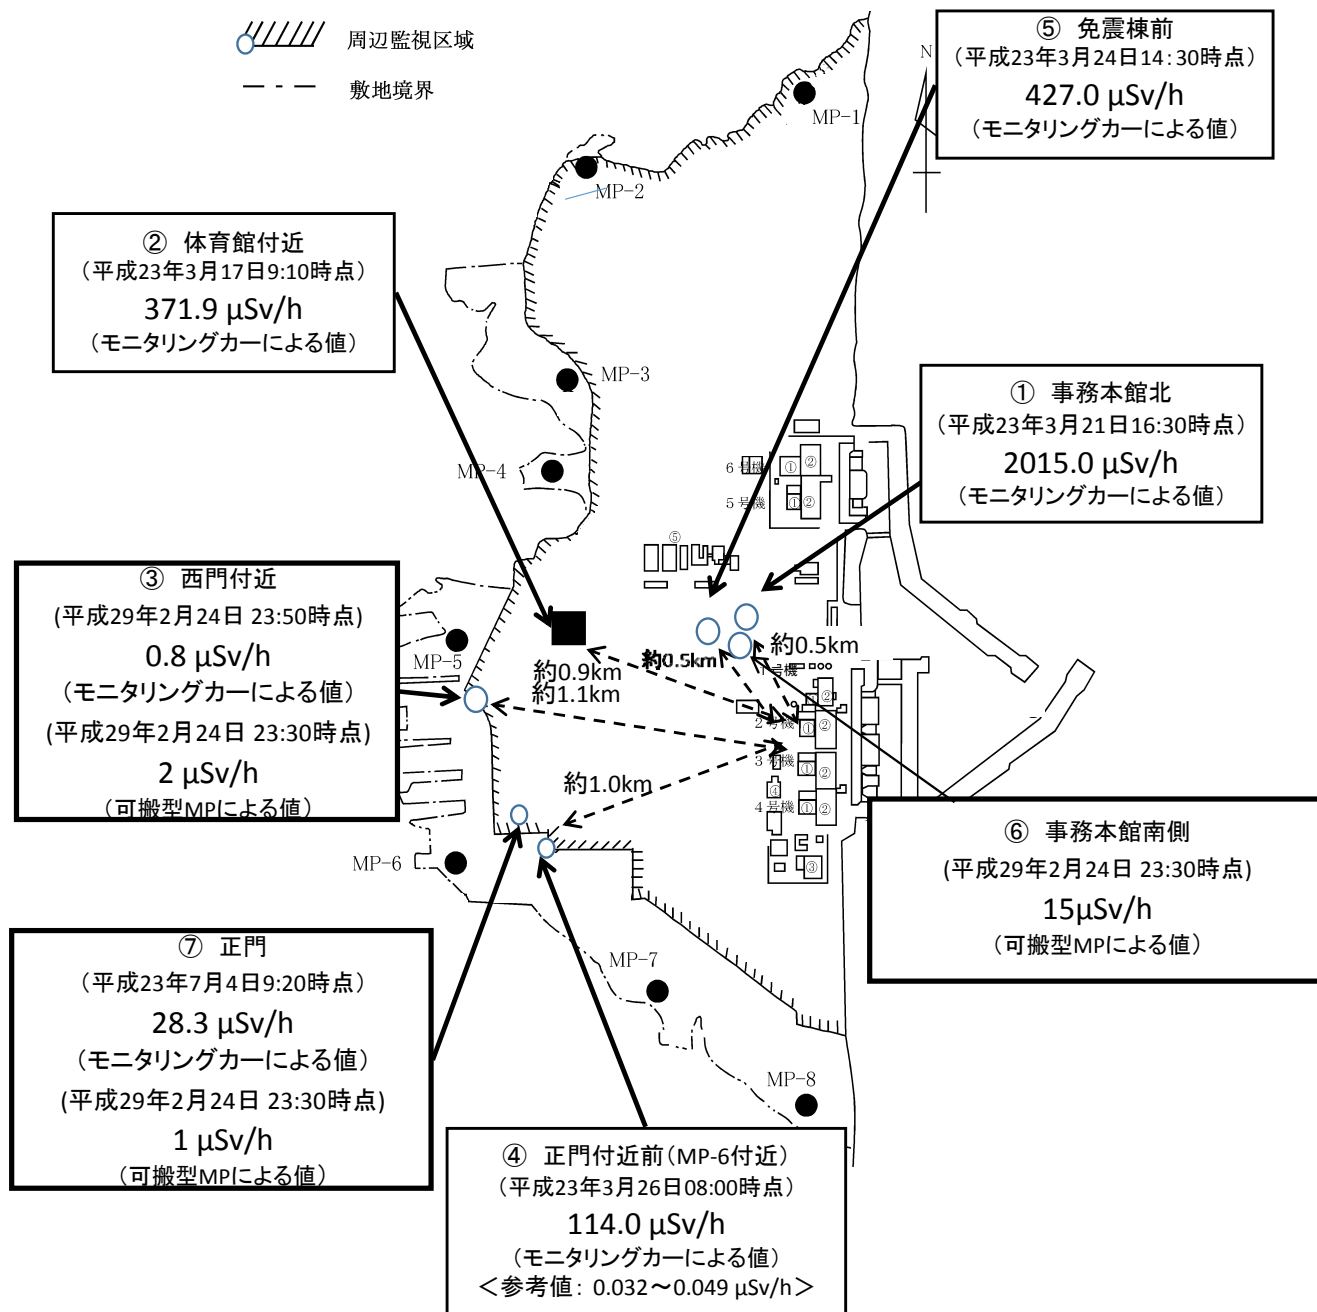 周辺監視区域
敷地境界
⑤ 免震棟前
(平成23年3月24日14:30時点)
427.0 μSv/h
(モニタリングカーによる値)
N
MP-1
MP-2
② 体育館付近
(平成23年3月17日9:10時点)
371.9 μSv/h
(モニタリングカーによる値)
MP-3
① 事務本館北
(平成23年3月21日16:30時点)
2015.0 μSv/h
(モニタリングカーによる値)
MP-4
6号機
① ②
5号機
① ②
⑤
③ 西門付近
(平成29年2月24日 23:50時点)
0.8 μSv/h
(モニタリングカーによる値)
(平成29年2月24日 23:30時点)
2 μSv/h
(可搬型MPによる値)
MP-5
約0.9km
約1.1km
約0.5km
約0.5km
1号機
②
2号機
① ②
3号機
① ②
④
4号機
① ②
③
約1.0km
MP-6
⑥ 事務本館南側
(平成29年2月24日 23:30時点)
15μSv/h
(可搬型MPによる値)
⑦ 正門
(平成23年7月4日9:20時点)
28.3 μSv/h
(モニタリングカーによる値)
(平成29年2月24日 23:30時点)
1 μSv/h
(可搬型MPによる値)
MP-7
MP-8
④ 正門付近前(MP-6付近)
(平成23年3月26日08:00時点)
114.0 μSv/h
(モニタリングカーによる値)
<参考値: 0.032~0.049 μSv/h>